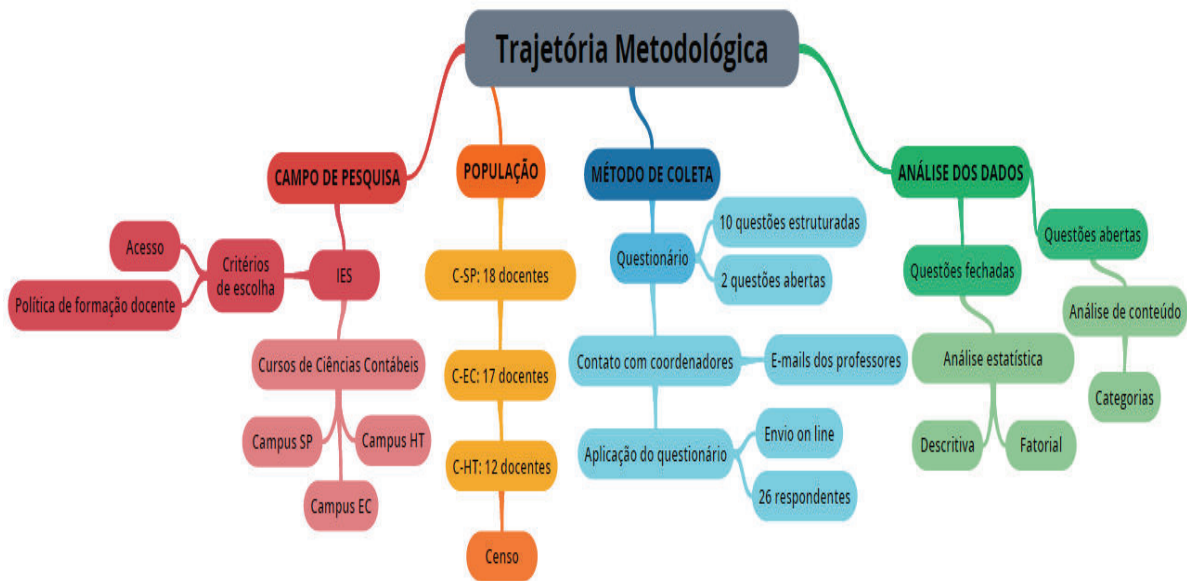 Trajetória Metodológica
CAMPO DE PESQUISA
IES
Critérios
de escolha
Acesso
Política de formação docente
Cursos de Ciências Contábeis
Campus SP
Campus HT
Campus EC
POPULAÇÃO
C-SP: 18 docentes
C-EC: 17 docentes
C-HT: 12 docentes
Censo
MÉTODO DE COLETA
Questionário
10 questões estruturadas
2 questões abertas
Contato com coordenadores
E-mails dos professores
Aplicação do questionário
Envio on line
26 respondentes
ANÁLISE DOS DADOS
Questões fechadas
Análise estatística
Descritiva
Fatorial
Questões abertas
Análise de conteúdo
Categorias